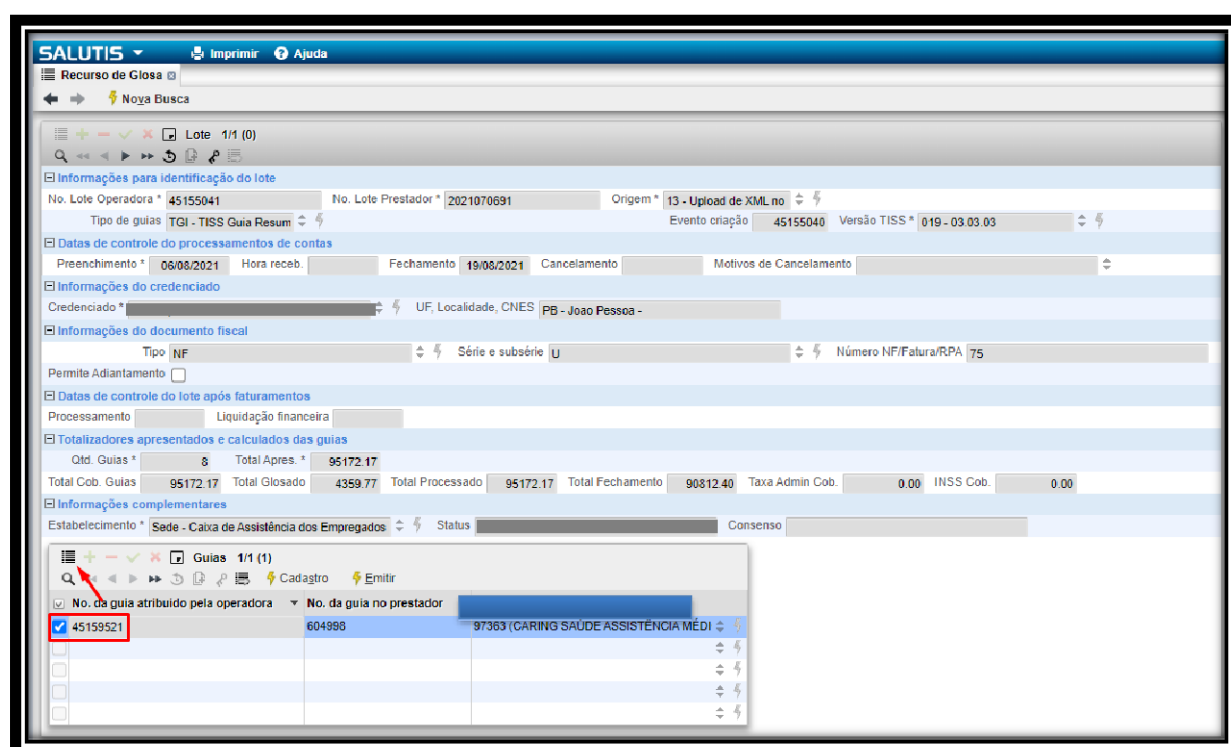 SALUTIS Imprimir Ajuda
Recurso de Glosa
Nova Busca
Lote 1/1 (0)
Informações para identificação do lote
No. Lote Operadora * 45155041 No. Lote Prestador * 2021070691 Origem * 13 - Upload de XML no
Tipo de guias TGI - TISS Guia Resum Evento criação 45155040 Versão TISS * 019 - 03.03.03
Datas de controle do processamentos de contas
Preenchimento * 06/08/2021 Hora receb. Fechamento 19/08/2021 Cancelamento Motivos de Cancelamento
Informações do credenciado
Credenciado * UF, Localidade, CNES PB - Joao Pessoa -
Informações do documento fiscal
Tipo NF Série e subsérie U Número NF/Fatura/RPA 75
Permite Adiantamento
Datas de controle do lote após faturamentos
Processamento Liquidação financeira
Totalizadores apresentados e calculados das guias
Qtd. Guias * 8 Total Apres. * 95172.17
Total Cob. Guias 95172.17 Total Glosado 4359.77 Total Processado 95172.17 Total Fechamento 90812.40 Taxa Admin Cob. 0.00 INSS Cob. 0.00
Informações complementares
Estabelecimento * Sede - Caixa de Assistência dos Empregados Status Consenso
Guias 1/1 (1)
Cadastro Emitir
No. da guia atribuido pela operadora No. da guia no prestador
45159521 604998 97363 (CARING SAÚDE ASSISTÊNCIA MÉDI